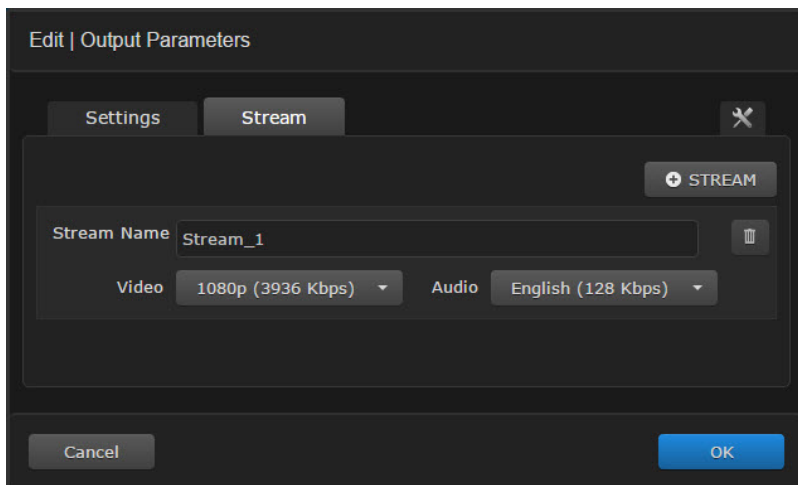 Edit | Output Parameters
Settings Stream
STREAM
Stream Name Stream_1
Video 1080p (3936 Kbps) Audio English (128 Kbps)
Cancel OK